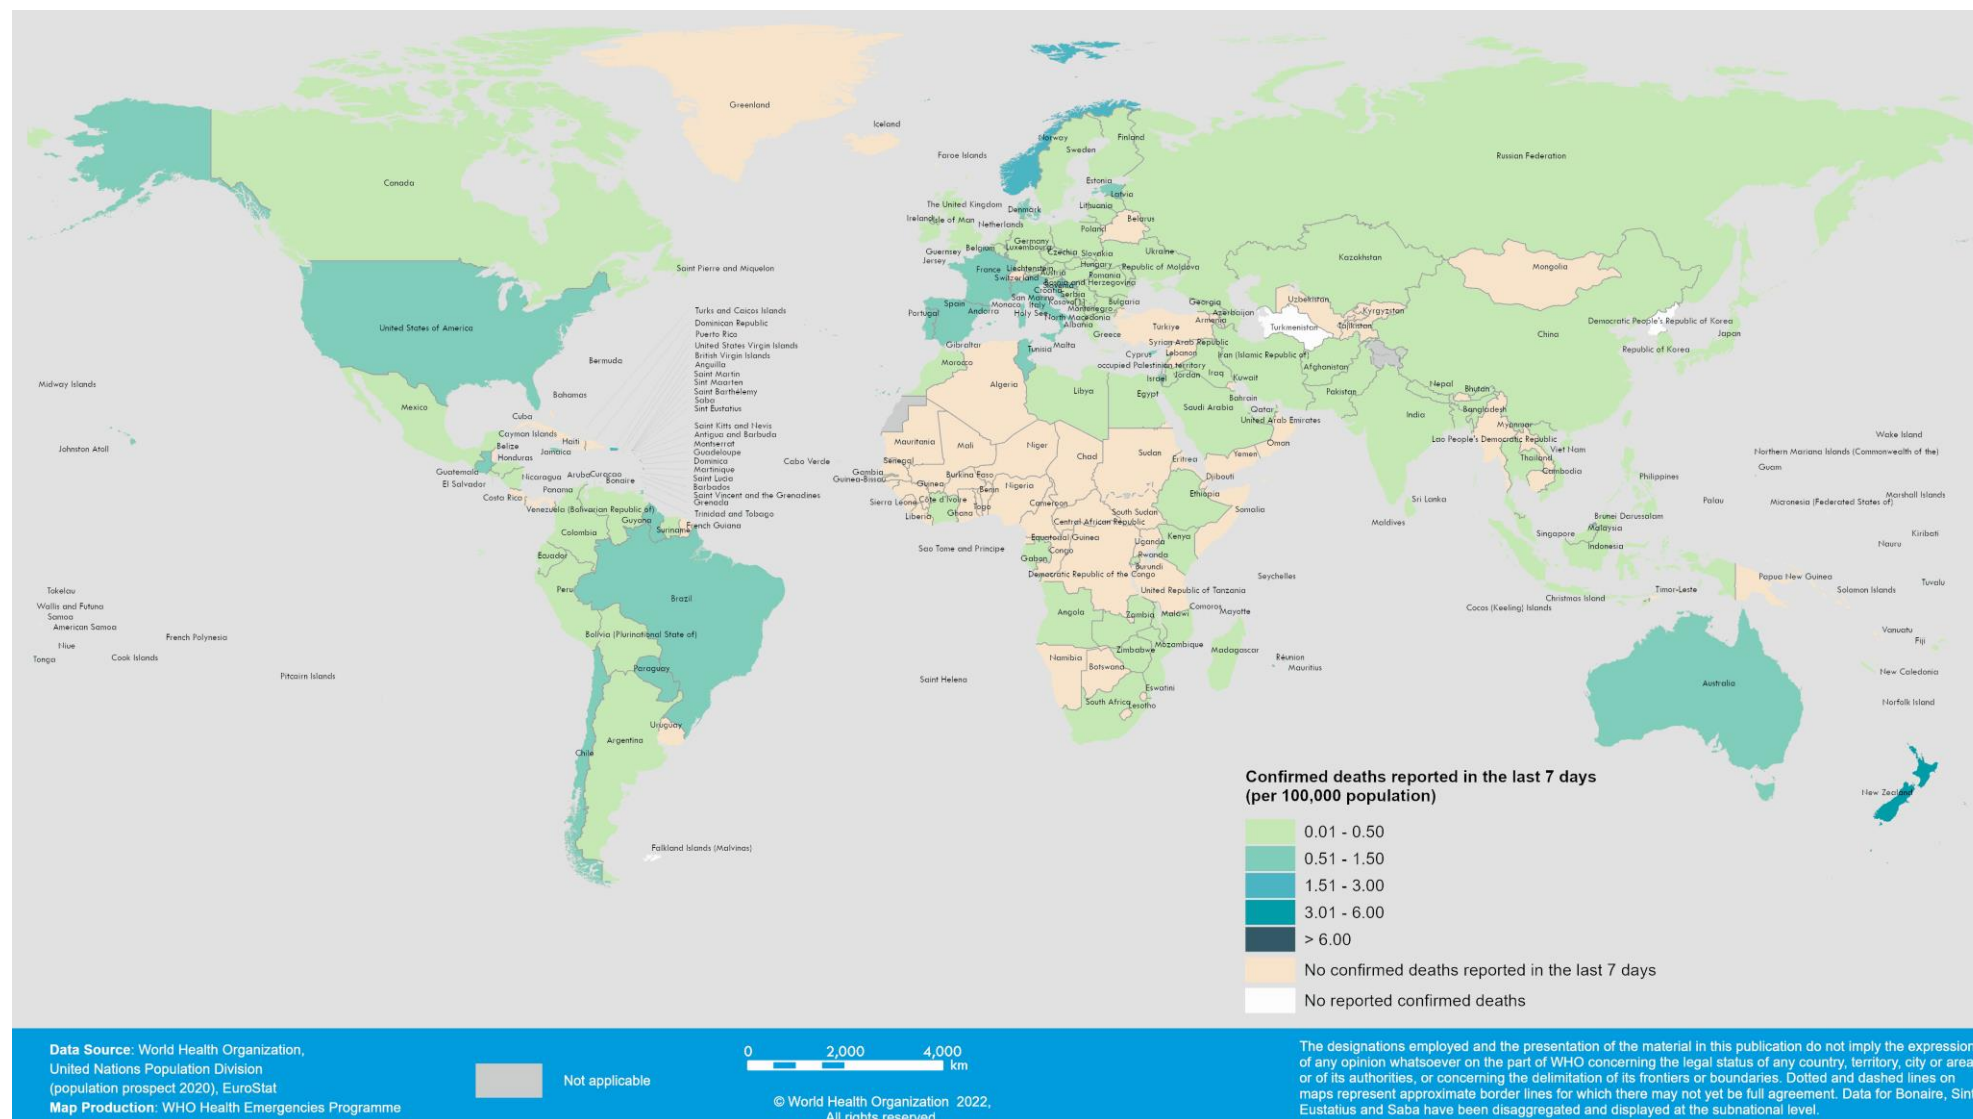 Greenland
Iceland
Faroe Islands
Norway
Sweden
Finland
Russian Federation
Canada
Estonia
Latvia
Lithuania
The United Kingdom
Denmark
Isle of Man
Ireland
Netherlands
Belarus
Poland
Germany
Belgium
Luxembourg
Guernsey
Jersey
Czechia
Slovakia
Ukraine
Kazakhstan
Saint Pierre and Miquelon
France
Liechtenstein
Austria
Hungary
Republic of Moldova
Mongolia
Switzerland
Romania
Bosnia and Herzegovina
Croatia
San Marino
Serbia
Spain
Monaco
Italy
Kosovo[1]
Bulgaria
Georgia
Uzbekistan
Portugal
Andorra
Holy See
Montenegro
North Macedonia
Albania
Azerbaijan
Armenia
Kyrgyzstan
Turkmenistan
Tajikistan
Democratic People's Republic of Korea
United States of America
Turks and Caicos Islands
Dominican Republic
Puerto Rico
United States Virgin Islands
British Virgin Islands
Anguilla
Saint Martin
Sint Maarten
Saint Barthélemy
Saba
Sint Eustatius
Saint Kitts and Nevis
Antigua and Barbuda
Montserrat
Guadeloupe
Dominica
Martinique
Saint Lucia
Barbados
Saint Vincent and the Grenadines
Grenada
Trinidad and Tobago
French Guiana
Greece
Türkiye
China
Japan
Republic of Korea
Gibraltar
Tunisia
Malta
Syrian Arab Republic
Cyprus
Lebanon
Iran (Islamic Republic of)
Morocco
occupied Palestinian territory
Israel
Jordan
Iraq
Kuwait
Afghanistan
Bermuda
Midway Islands
Bahamas
Algeria
Libya
Egypt
Bahrain
Saudi Arabia
Qatar
United Arab Emirates
Pakistan
Nepal
Bhutan
Bangladesh
India
Myanmar
Mexico
Cuba
Cayman Islands
Haiti
Belize
Jamaica
Honduras
Johnston Atoll
Guatemala
El Salvador
Nicaragua
Aruba
Curacao
Bonaire
Costa Rica
Panama
Cabo Verde
Mauritania
Mali
Niger
Chad
Sudan
Eritrea
Yemen
Oman
Lao People's Democratic Republic
Viet Nam
Thailand
Cambodia
Wake Island
Northern Mariana Islands (Commonwealth of the)
Guam
Philippines
Senegal
Gambia
Guinea-Bissau
Guinea
Burkina Faso
Benin
Nigeria
Djibouti
Ethiopia
Somalia
Sri Lanka
Maldives
Palau
Micronesia (Federated States of)
Marshall Islands
Sierra Leone
Liberia
Côte d'Ivoire
Ghana
Togo
Cameroon
Central African Republic
South Sudan
Brunei Darussalam
Malaysia
Singapore
Indonesia
Kiribati
Nauru
Venezuela (Bolivarian Republic of)
Guyana
Suriname
Colombia
Ecuador
Sao Tome and Principe
Equatorial Guinea
Gabon
Congo
Uganda
Kenya
Rwanda
Burundi
Democratic Republic of the Congo
United Republic of Tanzania
Seychelles
Papua New Guinea
Solomon Islands
Timor-Leste
Tuvalu
Christmas Island
Cocos (Keeling) Islands
Tokelau
Wallis and Futuna
Samoa
American Samoa
Niue
Tonga
Cook Islands
French Polynesia
Pitcairn Islands
Peru
Brazil
Bolivia (Plurinational State of)
Paraguay
Angola
Zambia
Malawi
Comoros
Mayotte
Mozambique
Zimbabwe
Madagascar
Réunion
Mauritius
Namibia
Botswana
Saint Helena
Eswatini
South Africa
Lesotho
Vanuatu
Fiji
New Caledonia
Australia
Norfolk Island
Uruguay
Argentina
Chile
New Zealand
Falkland Islands (Malvinas)
Confirmed deaths reported in the last 7 days
(per 100,000 population)
0.01 - 0.50
0.51 - 1.50
1.51 - 3.00
3.01 - 6.00
> 6.00
No confirmed deaths reported in the last 7 days
No reported confirmed deaths
Data Source: World Health Organization,
United Nations Population Division
(population prospect 2020), EuroStat
Map Production: WHO Health Emergencies Programme
Not applicable
0 2,000 4,000
km
© World Health Organization 2022,
All rights reserved
The designations employed and the presentation of the material in this publication do not imply the expression
of any opinion whatsoever on the part of WHO concerning the legal status of any country, territory, city or area
or of its authorities, or concerning the delimitation of its frontiers or boundaries. Dotted and dashed lines on
maps represent approximate border lines for which there may not yet be full agreement. Data for Bonaire, Sint
Eustatius and Saba have been disaggregated and displayed at the subnational level.